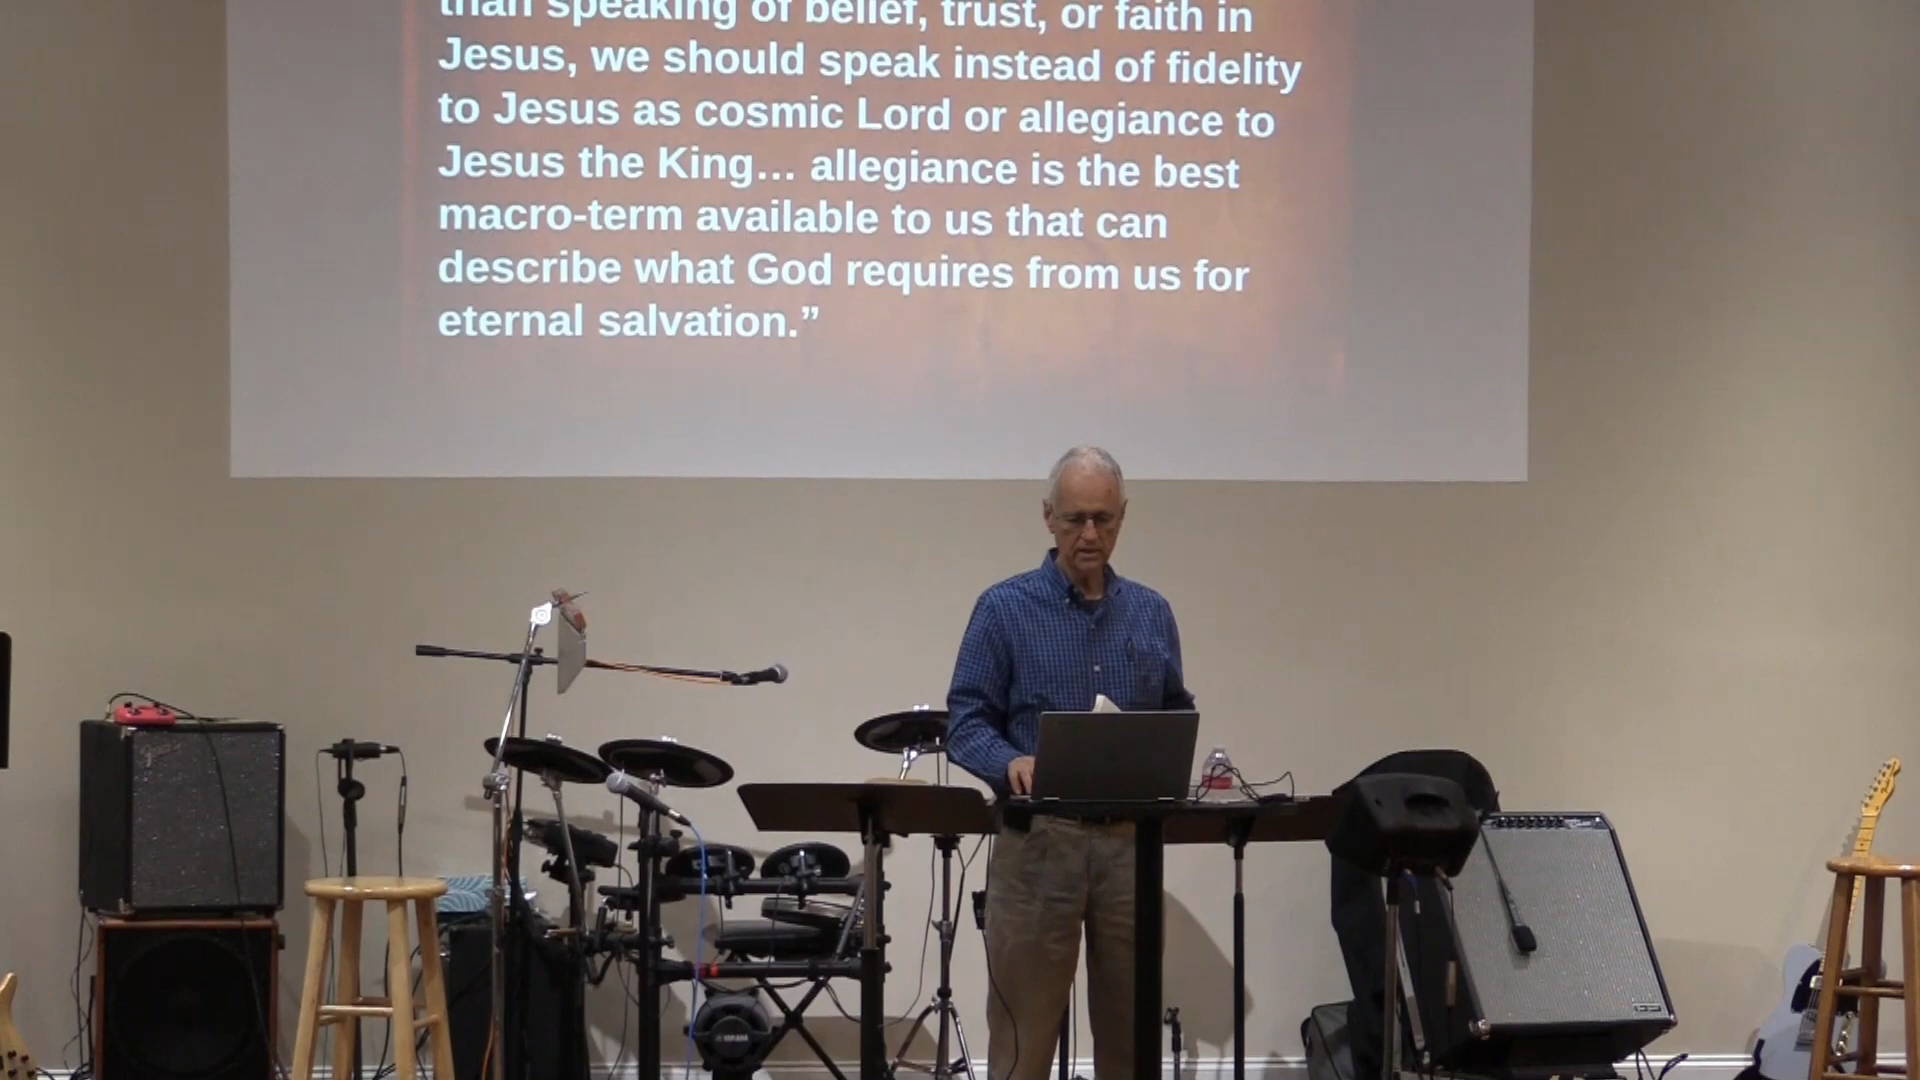 than speaking of belief, trust, or faith in
Jesus, we should speak instead of fidelity
to Jesus as cosmic Lord or allegiance to
Jesus the King… allegiance is the best
macro-term available to us that can
describe what God requires from us for
eternal salvation.”
Fender
YAMAHA